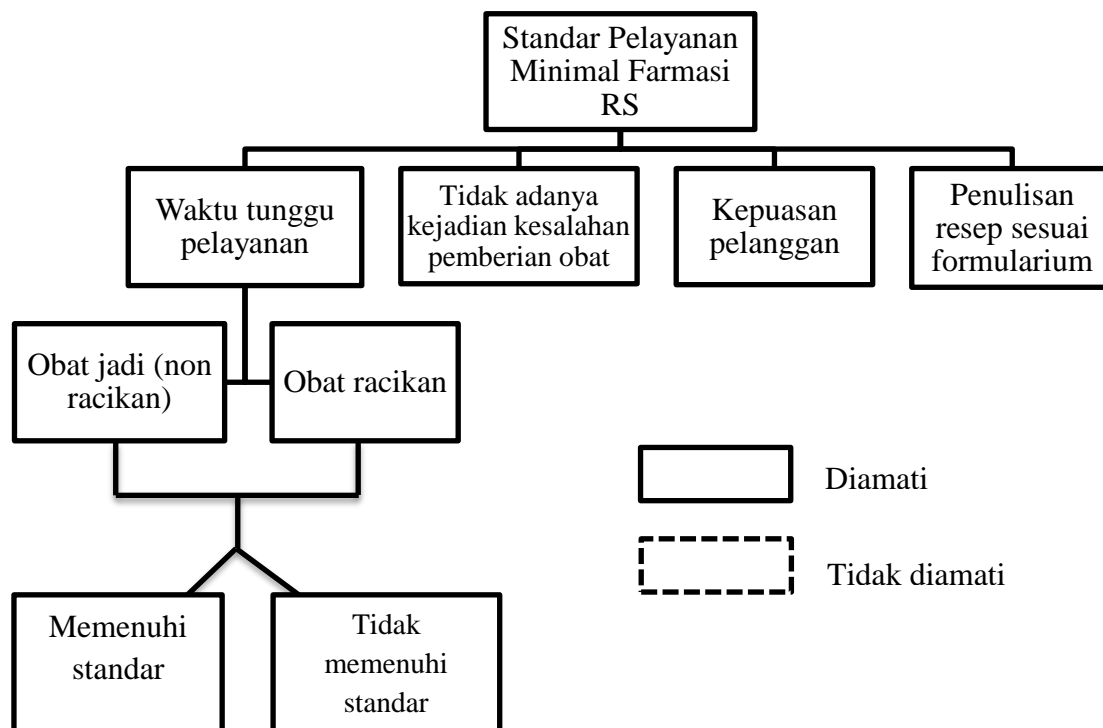 Standar Pelayanan
Minimal Farmasi
RS
Waktu tunggu
pelayanan
Tidak adanya
kejadian kesalahan
pemberian obat
Kepuasan
pelanggan
Penulisan
resep sesuai
formularium
Obat jadi (non
racikan)
Obat racikan
Diamati
Tidak diamati
Memenuhi
standar
Tidak
memenuhi
standar